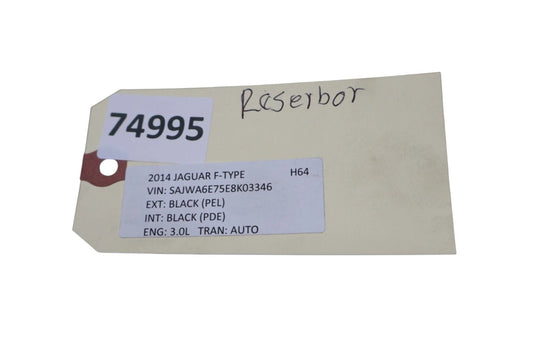 Reserbor
74995
2014 JAGUAR F-TYPE H64
VIN: SAJWA6E75E8K03346
EXT: BLACK (PEL)
INT: BLACK (PDE)
ENG: 3.0L TRAN: AUTO